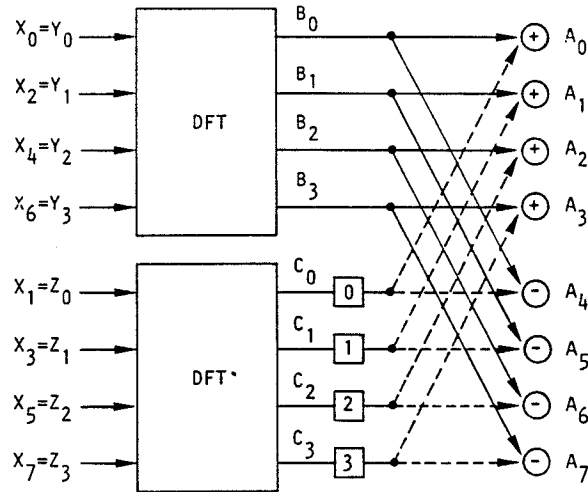 X₀=Y₀ B₀ + A₀
X₂=Y₁ B₁ + A₁
DFT
X₄=Y₂ B₂ + A₂
X₆=Y₃ B₃ + A₃
X₁=Z₀ C₀ 0 − A₄
X₃=Z₁ C₁ 1 − A₅
DFT
X₅=Z₂ C₂ 2 − A₆
X₇=Z₃ C₃ 3 − A₇